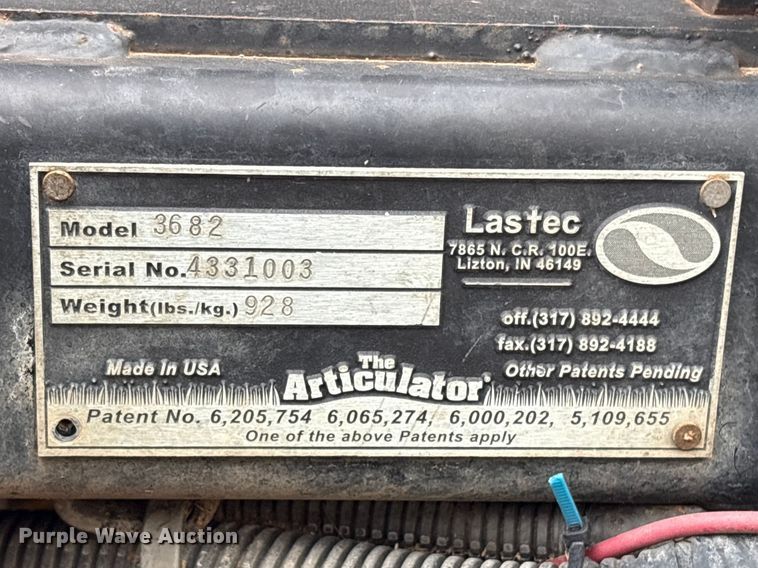 Model 3682
Serial No. 4331003
Weight(lbs./kg.) 928
Lastec
7865 N. C.R. 100E.
Lizton, IN 46149
off.(317) 892-4444
fax.(317) 892-4188
Made In USA
The
Articulator
Other Patents Pending
Patent No. 6,205,754 6,065,274, 6,000,202, 5,109,655
One of the above Patents apply
Purple Wave Auction